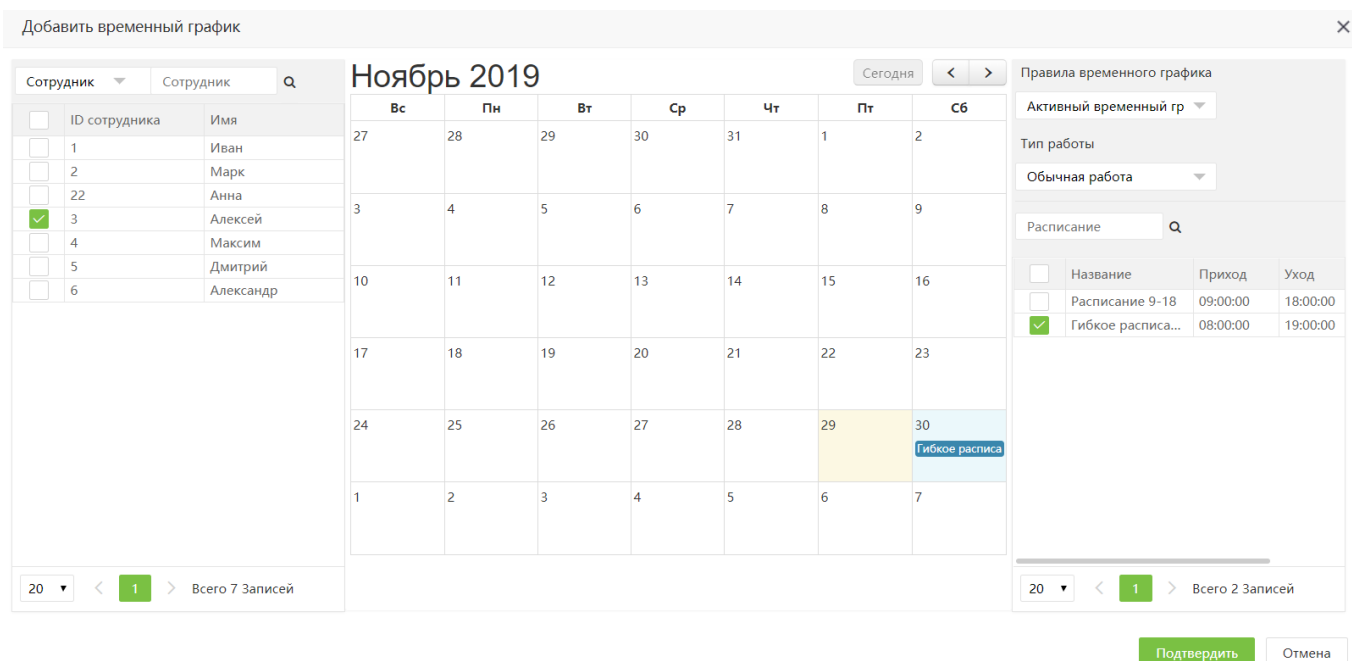 Добавить временный график
Сотрудник Сотрудник
ID сотрудника Имя
1 Иван
2 Марк
22 Анна
3 Алексей
4 Максим
5 Дмитрий
6 Александр
20 1 Всего 7 Записей
Ноябрь 2019
Сегодня < >
Вс Пн Вт Ср Чт Пт Сб
27 28 29 30 31 1 2
3 4 5 6 7 8 9
10 11 12 13 14 15 16
17 18 19 20 21 22 23
24 25 26 27 28 29 30
Гибкое расписа
1 2 3 4 5 6 7
Правила временного графика
Активный временный гр
Тип работы
Обычная работа
Расписание
Название Приход Уход
Расписание 9-18 09:00:00 18:00:00
Гибкое расписа... 08:00:00 19:00:00
20 1 Всего 2 Записей
Подтвердить Отмена